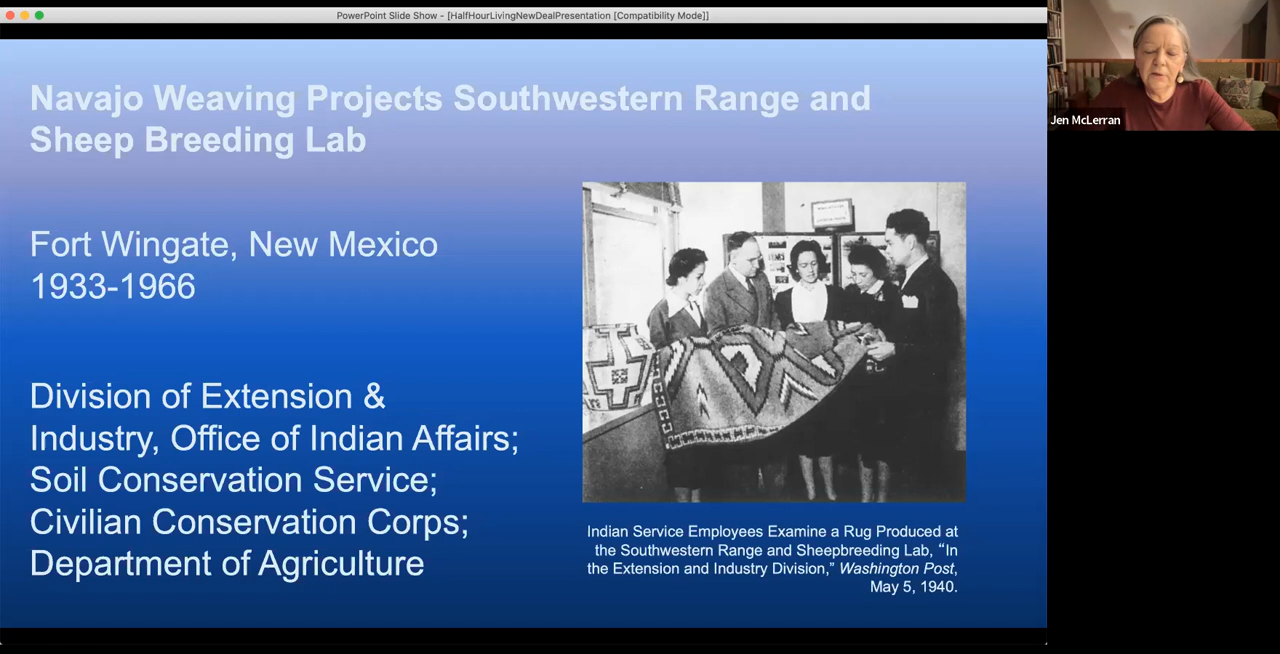 PowerPoint Slide Show - [HalfHourLivingNewDealPresentation [Compatibility Mode]]
Navajo Weaving Projects Southwestern Range and
Sheep Breeding Lab
Fort Wingate, New Mexico
1933-1966
Division of Extension &
Industry, Office of Indian Affairs;
Soil Conservation Service;
Civilian Conservation Corps;
Department of Agriculture
Indian Service Employees Examine a Rug Produced at
the Southwestern Range and Sheepbreeding Lab, “In
the Extension and Industry Division,” Washington Post,
May 5, 1940.
Jen McLerran